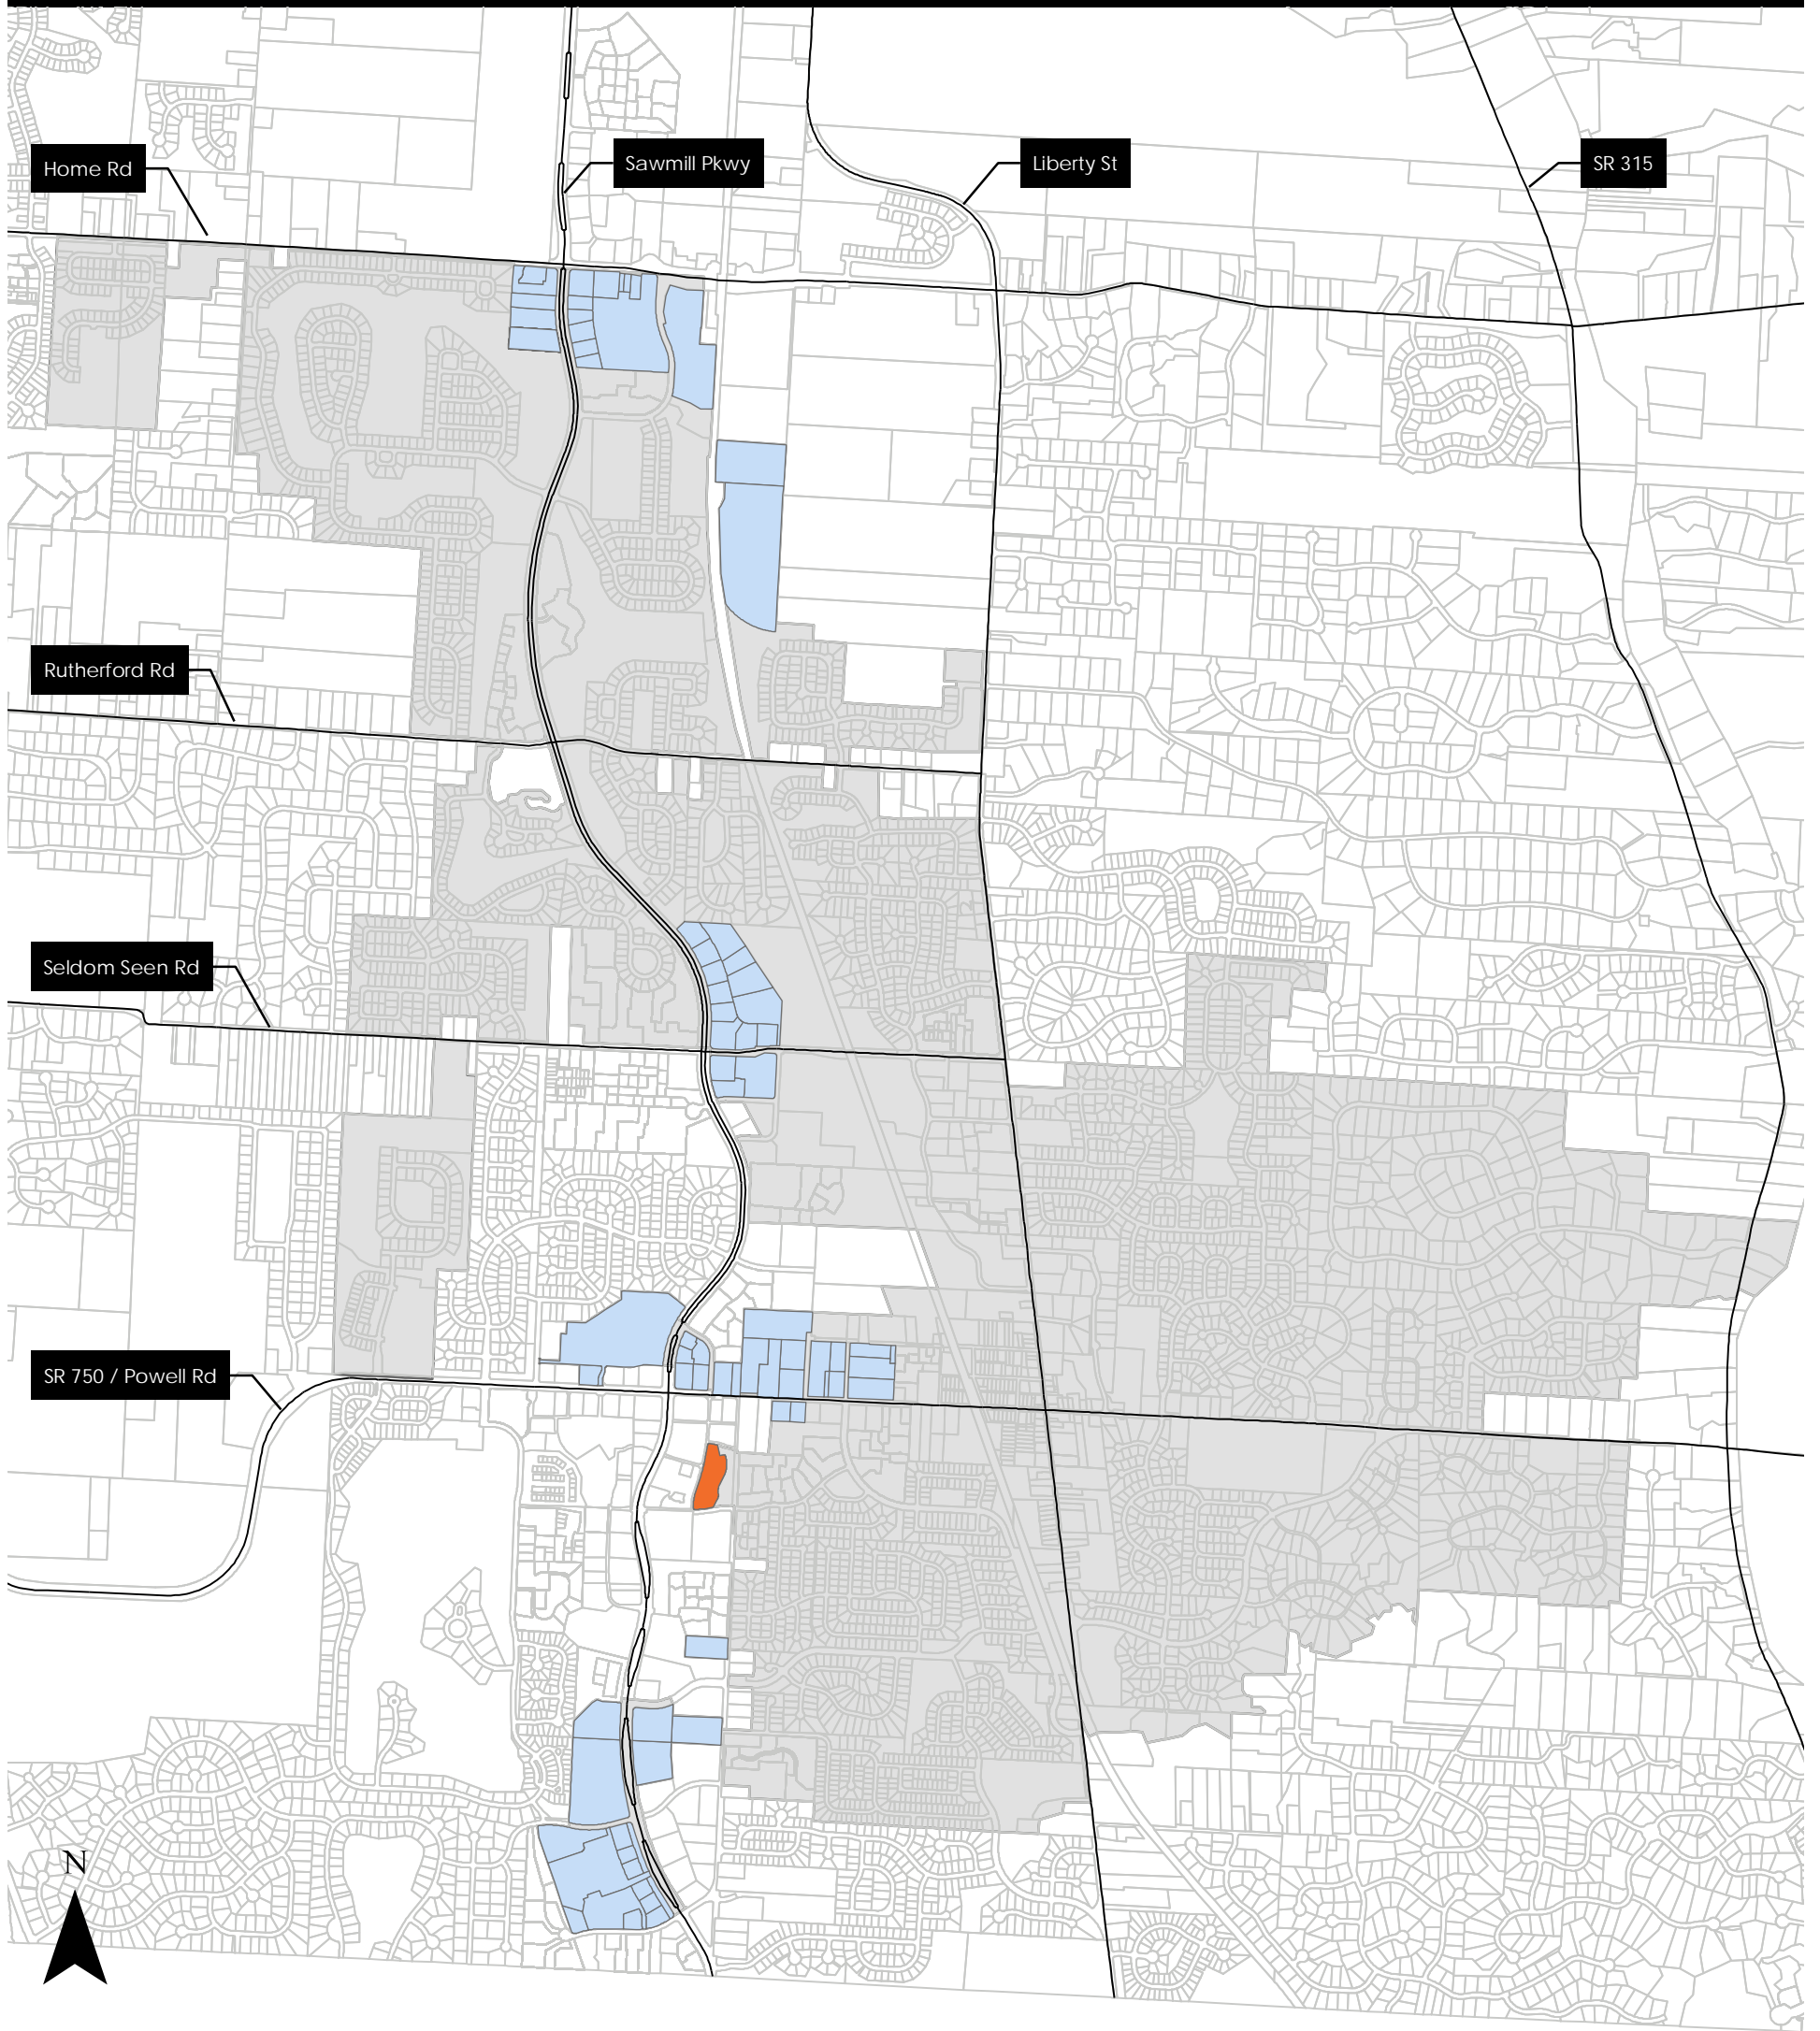 Home Rd
Sawmill Pkwy
Liberty St
SR 315
Rutherford Rd
Seldom Seen Rd
SR 750 / Powell Rd
N